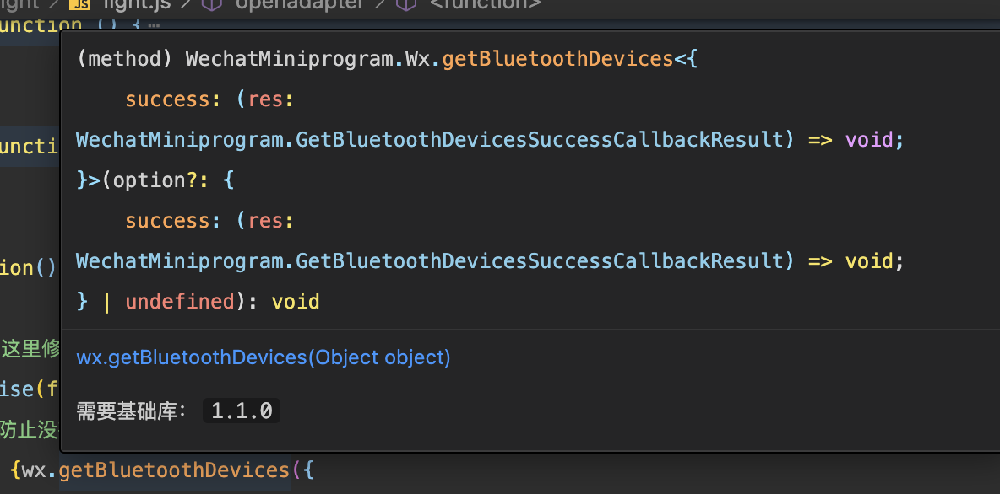 light.js openadapter <function>
unction () {
(method) WechatMiniprogram.Wx.getBluetoothDevices<{
success: (res:
WechatMiniprogram.GetBluetoothDevicesSuccessCallbackResult) => void;
}>(option?: {
success: (res:
WechatMiniprogram.GetBluetoothDevicesSuccessCallbackResult) => void;
} | undefined): void
wx.getBluetoothDevices(Object object)
需要基础库： 1.1.0
uncti
ion()
这里修
ise(f
防止没
{wx.getBluetoothDevices({